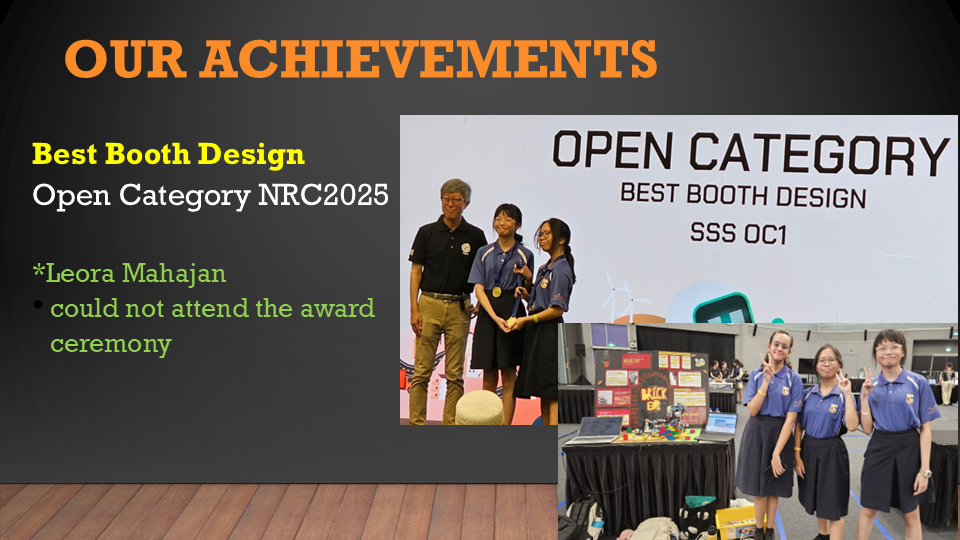 OUR ACHIEVEMENTS
Best Booth Design
Open Category NRC2025
*Leora Mahajan
• could not attend the award
ceremony
OPEN CATEGORY
BEST BOOTH DESIGN
SSS OC1
BRICK